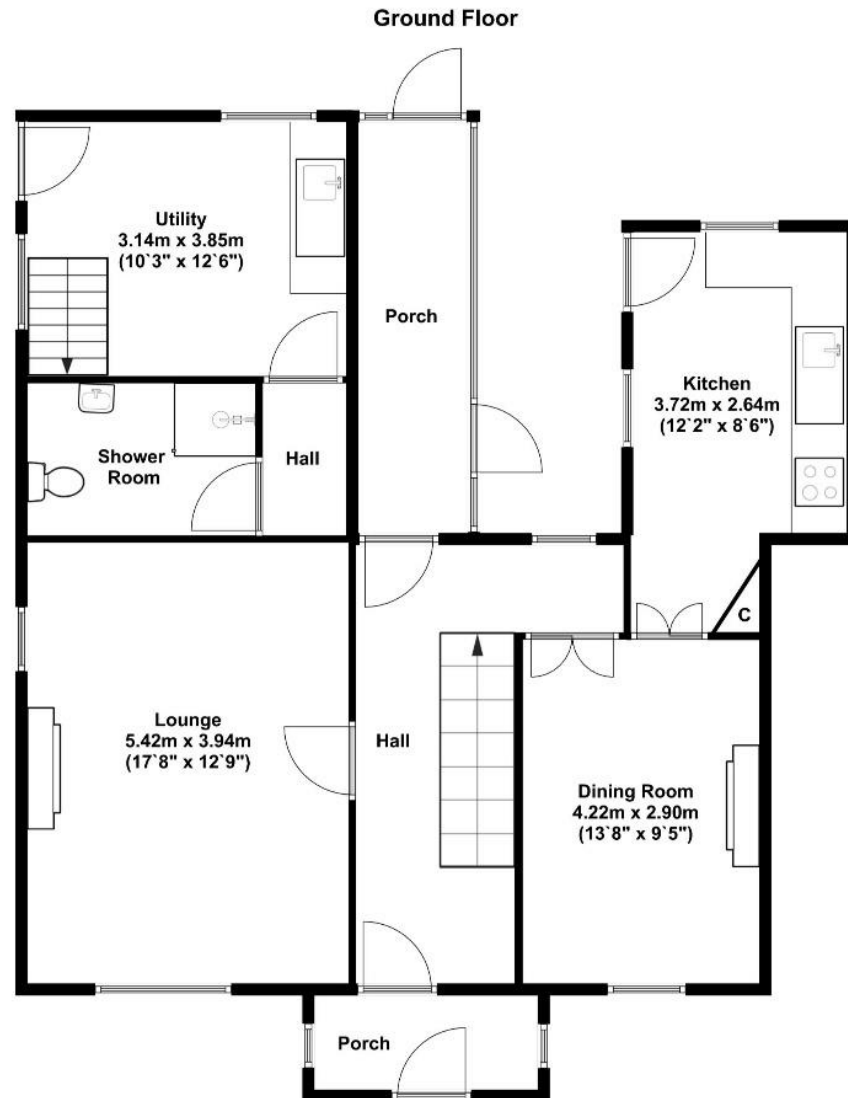 Ground Floor
Utility
3.14m x 3.85m
(10`3" x 12`6")
Porch
Kitchen
3.72m x 2.64m
(12`2" x 8`6")
Shower
Room
Hall
C
Lounge
5.42m x 3.94m
(17`8" x 12`9")
Hall
Dining Room
4.22m x 2.90m
(13`8" x 9`5")
Porch